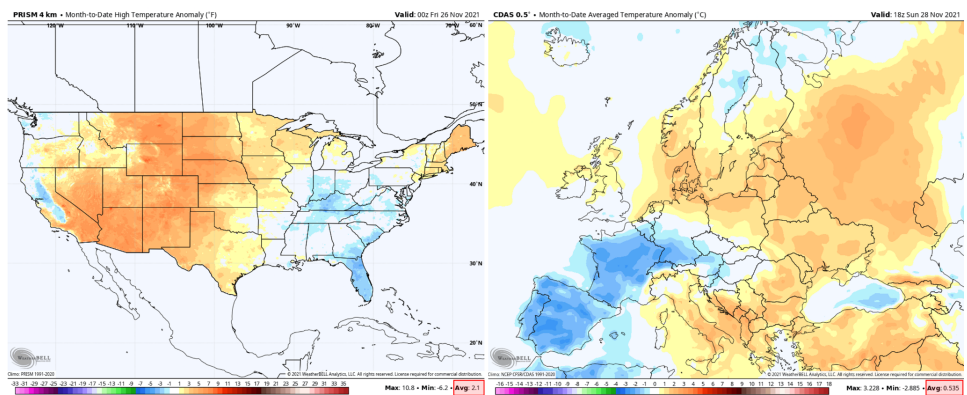 PRISM 4 km • Month-to-Date High Temperature Anomaly (°F) Valid: 00z Fri 26 Nov 2021
120°W 110°W 90°W 80°W 70°W 60°N
50°N
40°N
30°N
20°N
WeatherBELL
Climo: PRISM 1991-2020 © 2021 WeatherBELL Analytics, LLC. All rights reserved. License required for commercial distribution.
-33 -31 -29 -27 -25 -23 -21 -19 -17 -15 -13 -11 -9 -7 -5 -3 -1 1 3 5 7 9 11 13 15 17 19 21 23 25 27 29 31 33
Max: 10.8 • Min: -6.2 • Avg: 2.1
CDAS 0.5° • Month-to-Date Averaged Temperature Anomaly (°C) Valid: 18z Sun 28 Nov 2021
WeatherBELL
Climo: NCEP CFSR/CDAS 1991-2020 © 2021 WeatherBELL Analytics, LLC. All rights reserved. License required for commercial distribution.
-16 -15 -14 -13 -12 -11 -10 -9 -8 -7 -6 -5 -4 -3 -2 -1 0 1 2 3 4 5 6 7 8 9 10 11 12 13 14 15 16 17 18
Max: 3.228 • Min: -2.885 • Avg: 0.535